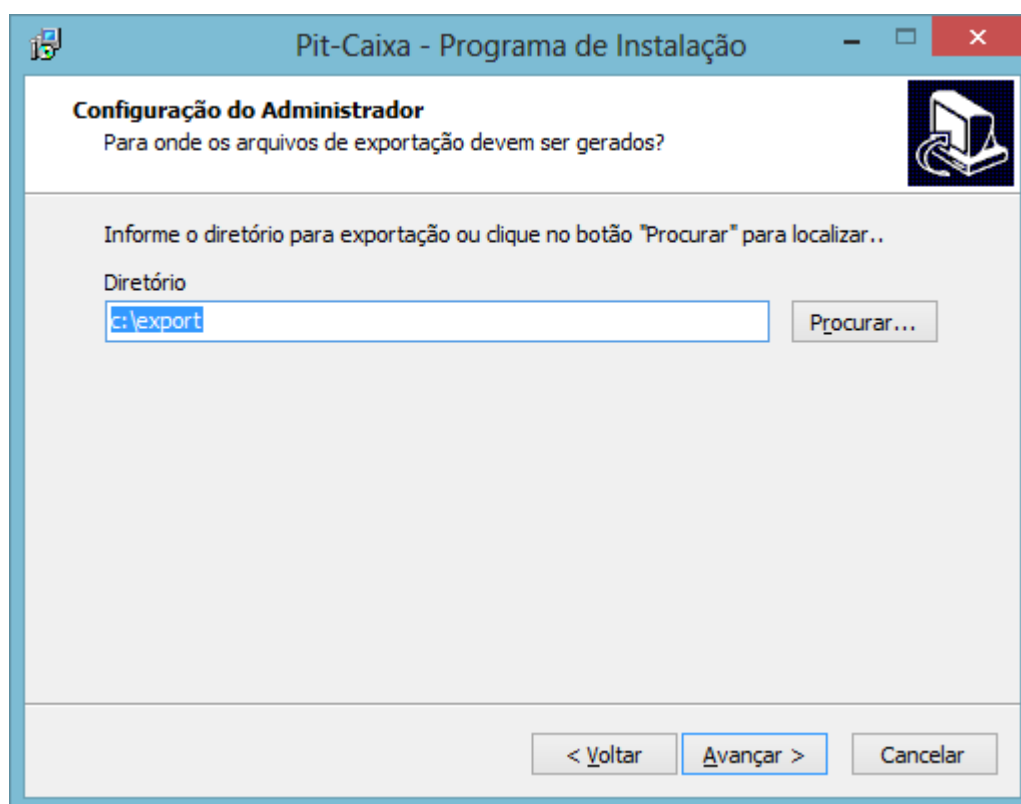 Pit-Caixa - Programa de Instalação
Configuração do Administrador
Para onde os arquivos de exportação devem ser gerados?
Informe o diretório para exportação ou clique no botão "Procurar" para localizar..
Diretório
c:\export
Procurar...
< Voltar
Avançar >
Cancelar